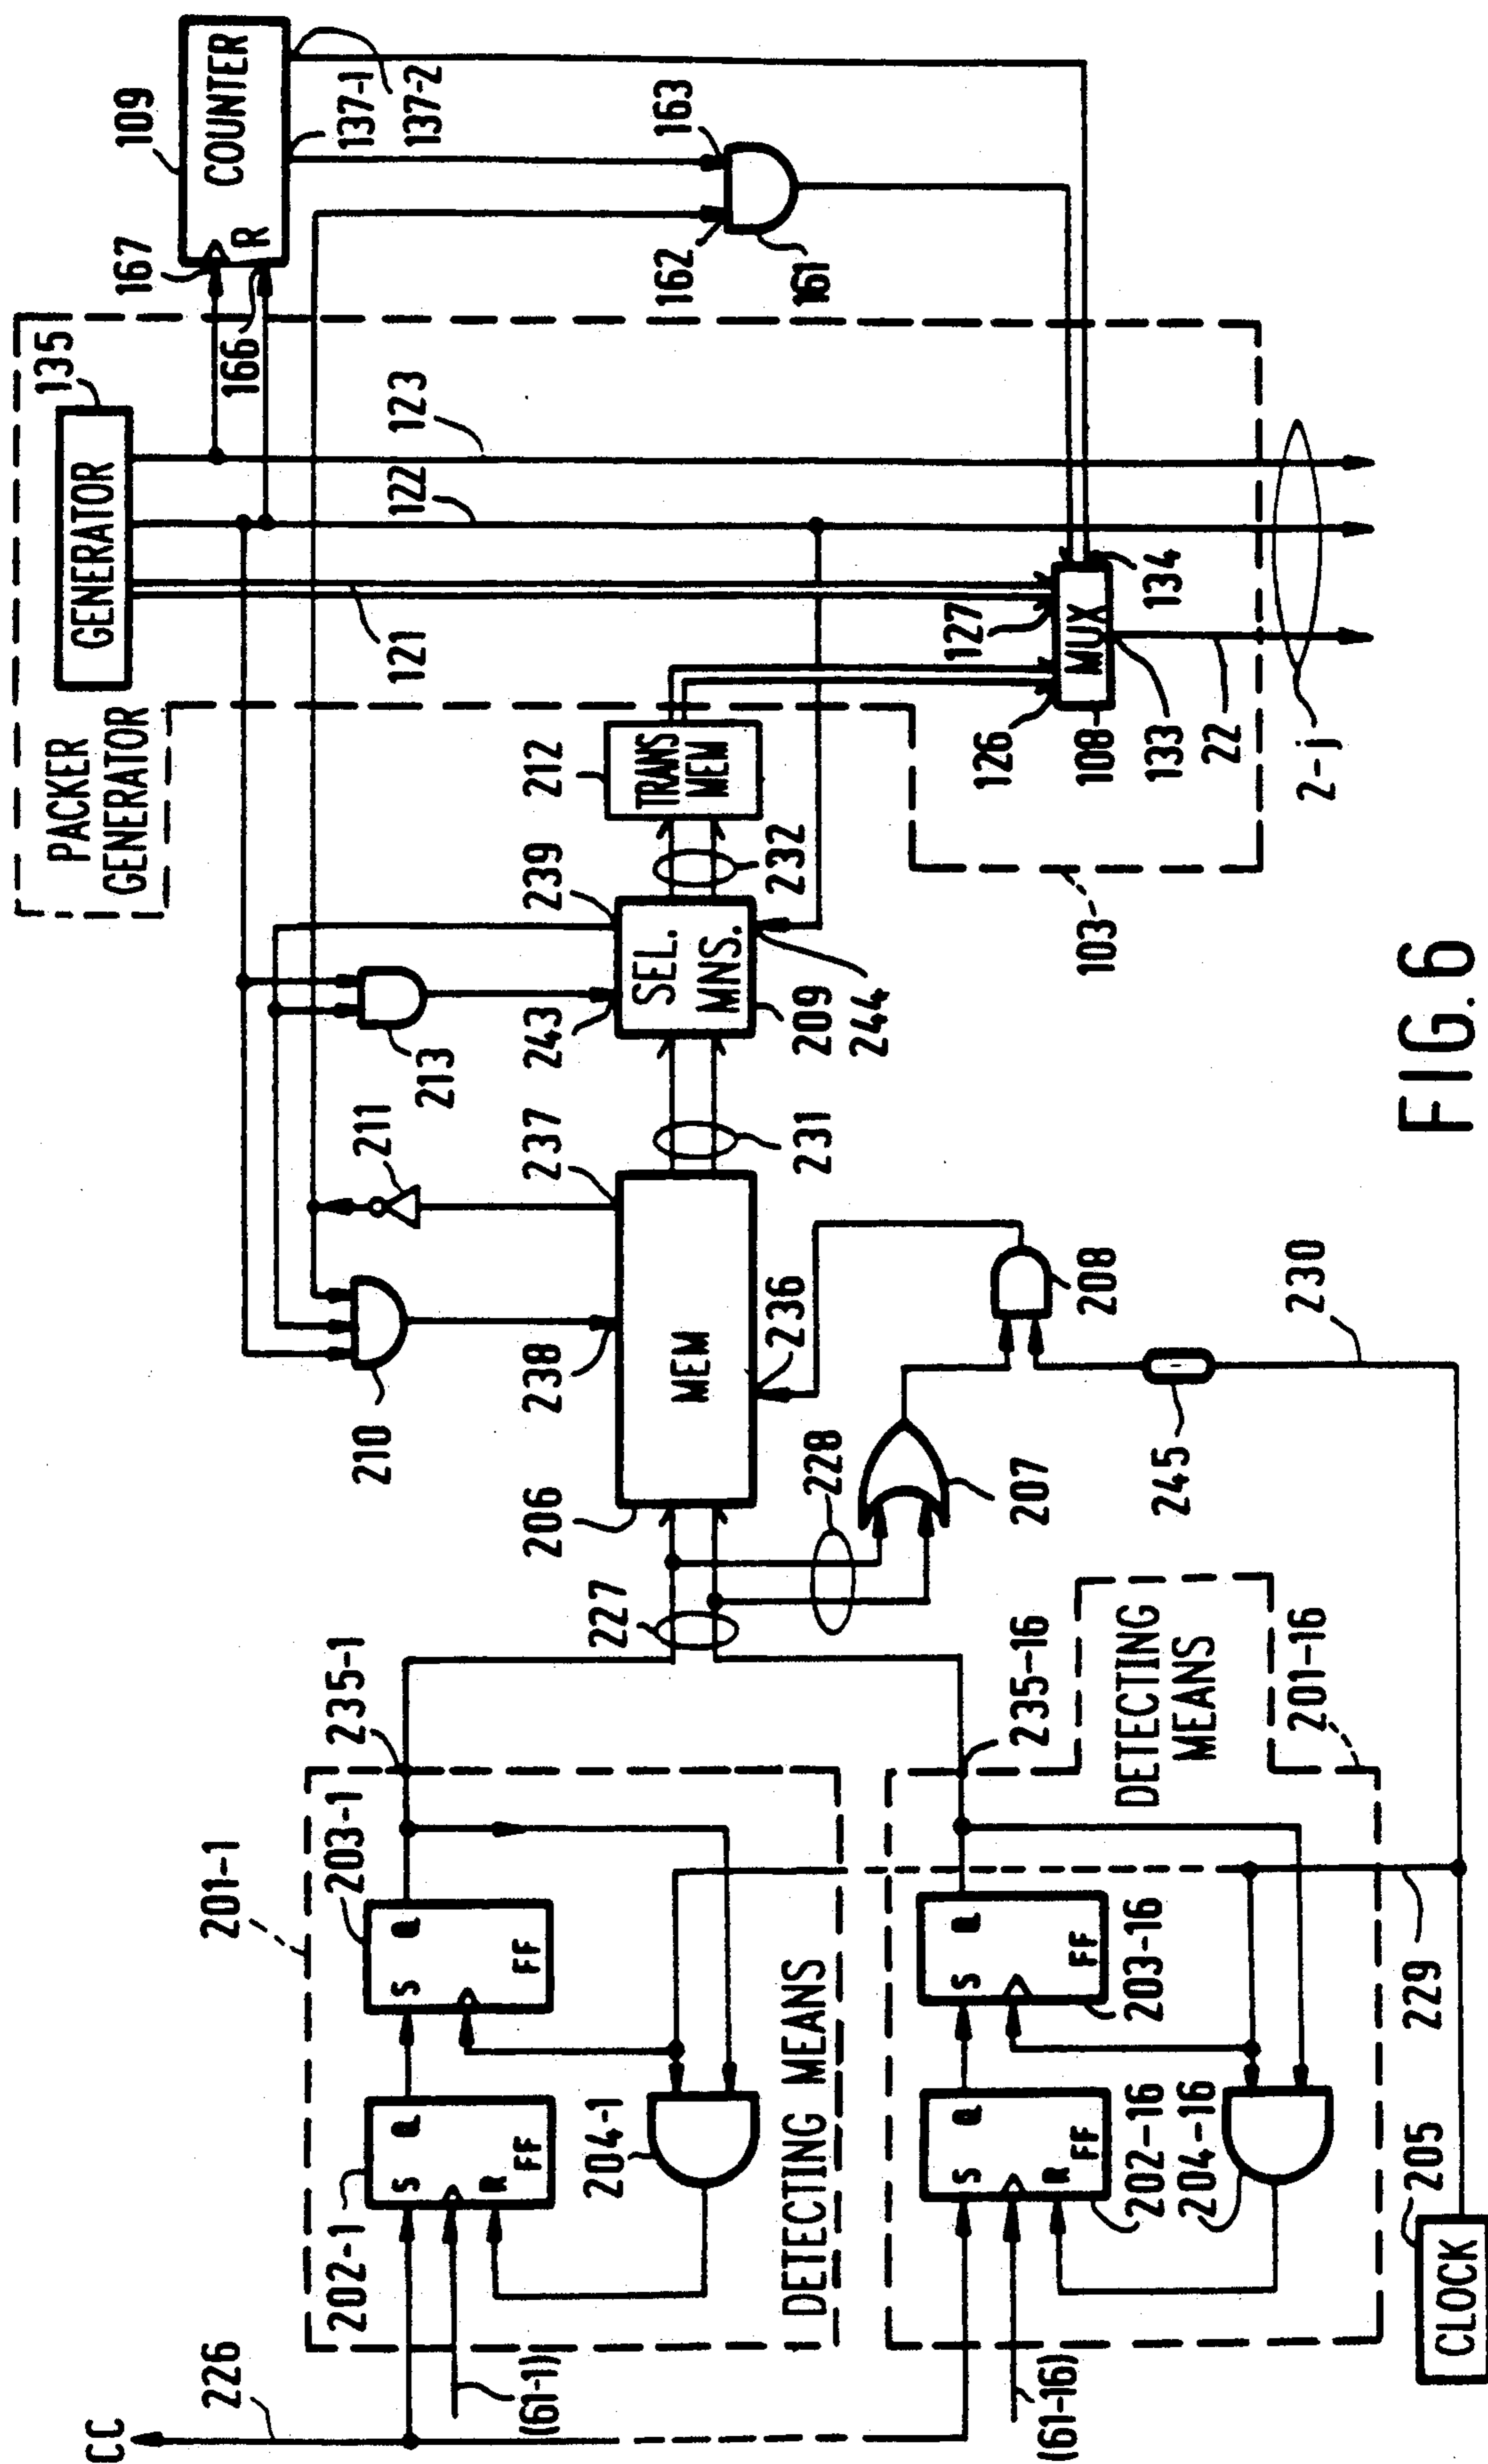 CC
226
(61-1)
202-1
S
Q
R
FF
201-1
203-1
S
Q
FF
204-1
DETECTING MEANS
235-1
(61-16)
S
Q
R
FF
202-16
204-16
S
Q
FF
203-16
235-16
DETECTING
MEANS
201-16
205
CLOCK
229
230
245
227
228
207
208
206
MEM
236
238
237
210
211
231
213
243
239
SEL.
MNS.
209
244
232
212
TRANS
MEM
PACKER
GENERATOR
GENERATOR
135
121
122
123
166
167
109
R
COUNTER
137-1
137-2
162
163
161
126
127
MUX
108
133
134
22
2-j
103
FIG. 6